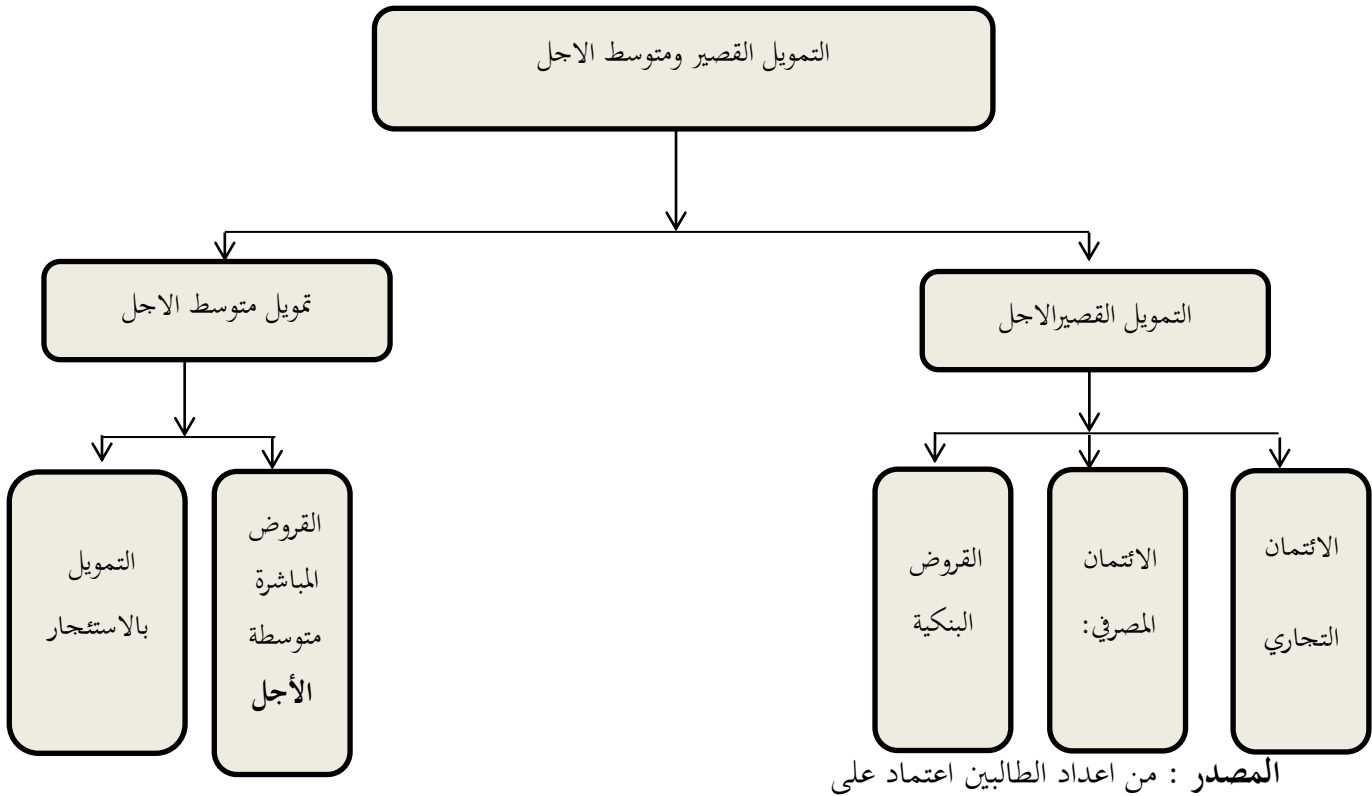 التمويل القصير ومتوسط الاجل
التمويل القصيرالاجل
تمويل متوسط الاجل
الائتمان
التجاري
الائتمان
المصرفي:
القروض
البنكية
القروض
المباشرة
متوسطة
الأجل
التمويل
بالاستئجار
المصدر : من اعداد الطالبين اعتماد على